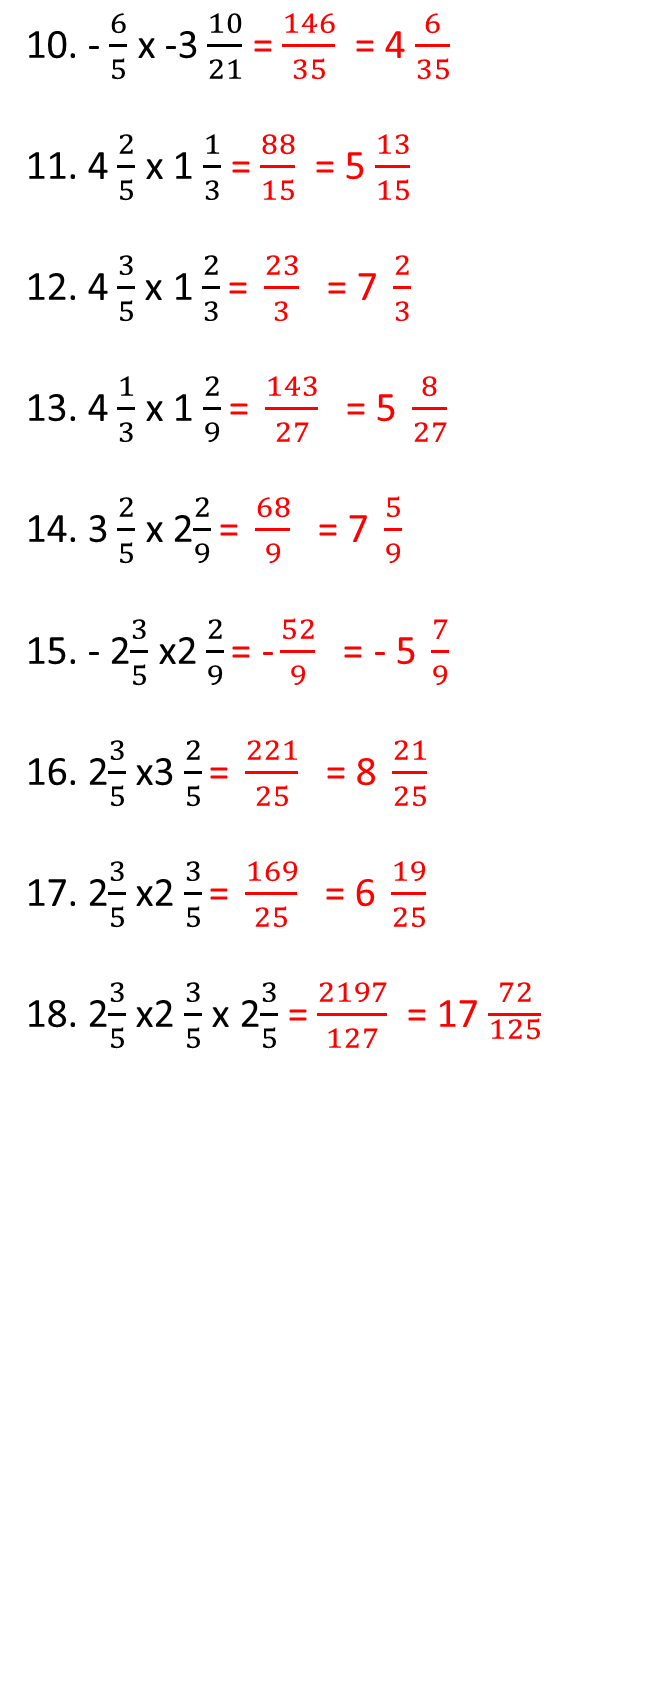 10. - 6/5 x -3 10/21 = 146/35 = 4 6/35
11. 4 2/5 x 1 1/3 = 88/15 = 5 13/15
12. 4 3/5 x 1 2/3 = 23/3 = 7 2/3
13. 4 1/3 x 1 2/9 = 143/27 = 5 8/27
14. 3 2/5 x 2 2/9 = 68/9 = 7 5/9
15. - 2 3/5 x2 2/9 = - 52/9 = - 5 7/9
16. 2 3/5 x3 2/5 = 221/25 = 8 21/25
17. 2 3/5 x2 3/5 = 169/25 = 6 19/25
18. 2 3/5 x2 3/5 x 2 3/5 = 2197/127 = 17 72/125